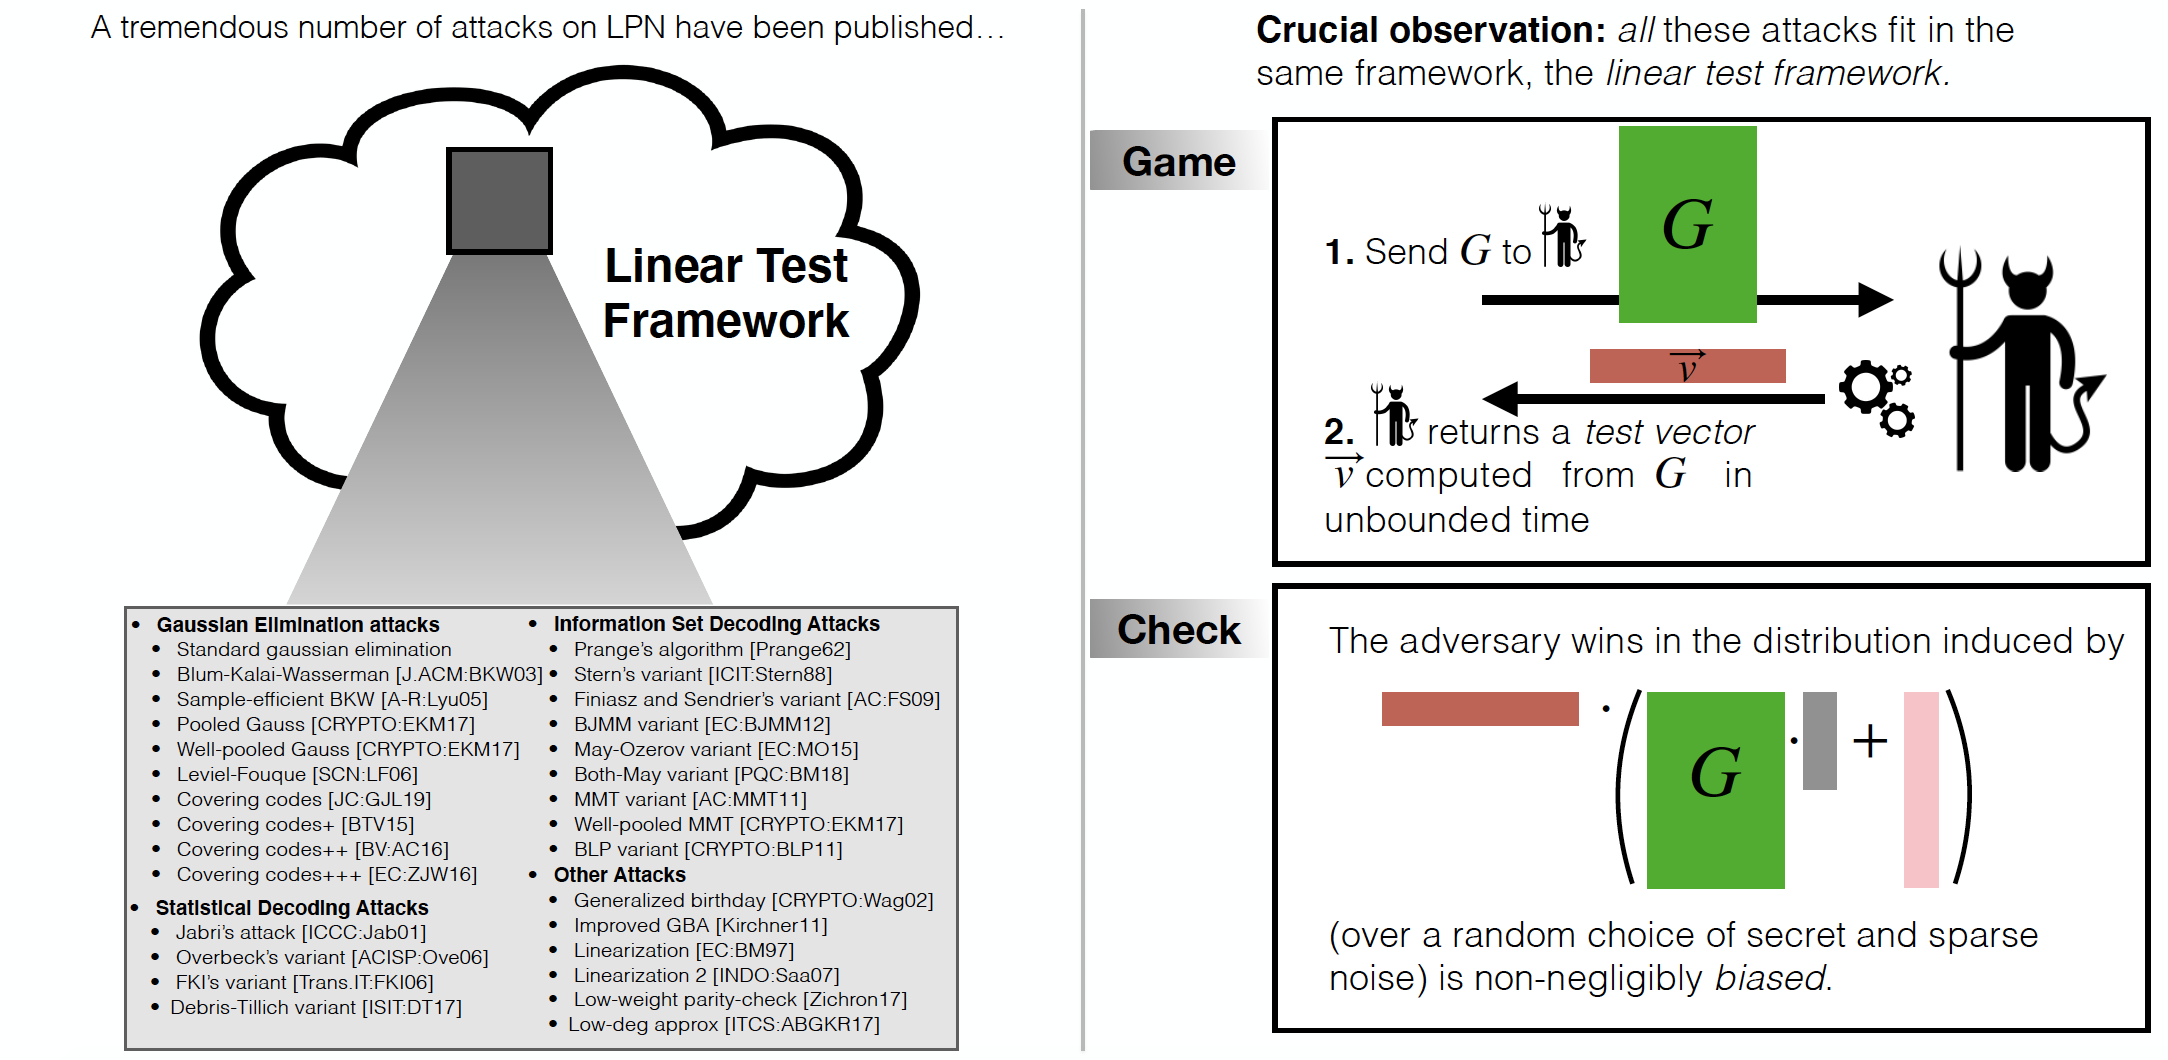 A tremendous number of attacks on LPN have been published…
Linear Test
Framework
• Gaussian Elimination attacks
• Standard gaussian elimination
• Blum-Kalai-Wasserman [J.ACM:BKW03]
• Sample-efficient BKW [A-R:Lyu05]
• Pooled Gauss [CRYPTO:EKM17]
• Well-pooled Gauss [CRYPTO:EKM17]
• Leviel-Fouque [SCN:LF06]
• Covering codes [JC:GJL19]
• Covering codes+ [BTV15]
• Covering codes++ [BV:AC16]
• Covering codes+++ [EC:ZJW16]
• Statistical Decoding Attacks
• Jabri's attack [ICCC:Jab01]
• Overbeck's variant [ACISP:Ove06]
• FKI's variant [Trans.IT:FKI06]
• Debris-Tillich variant [ISIT:DT17]
• Information Set Decoding Attacks
• Prange's algorithm [Prange62]
• Stern's variant [ICIT:Stern88]
• Finiasz and Sendrier's variant [AC:FS09]
• BJMM variant [EC:BJMM12]
• May-Ozerov variant [EC:MO15]
• Both-May variant [PQC:BM18]
• MMT variant [AC:MMT11]
• Well-pooled MMT [CRYPTO:EKM17]
• BLP variant [CRYPTO:BLP11]
• Other Attacks
• Generalized birthday [CRYPTO:Wag02]
• Improved GBA [Kirchner11]
• Linearization [EC:BM97]
• Linearization 2 [INDO:Saa07]
• Low-weight parity-check [Zichron17]
• Low-deg approx [ITCS:ABGKR17]
Crucial observation: all these attacks fit in the
same framework, the linear test framework.
Game
G
1. Send G to
v⃗
2. returns a test vector
v⃗ computed from G in
unbounded time
Check
The adversary wins in the distribution induced by
· ( G · + )
(over a random choice of secret and sparse
noise) is non-negligibly biased.